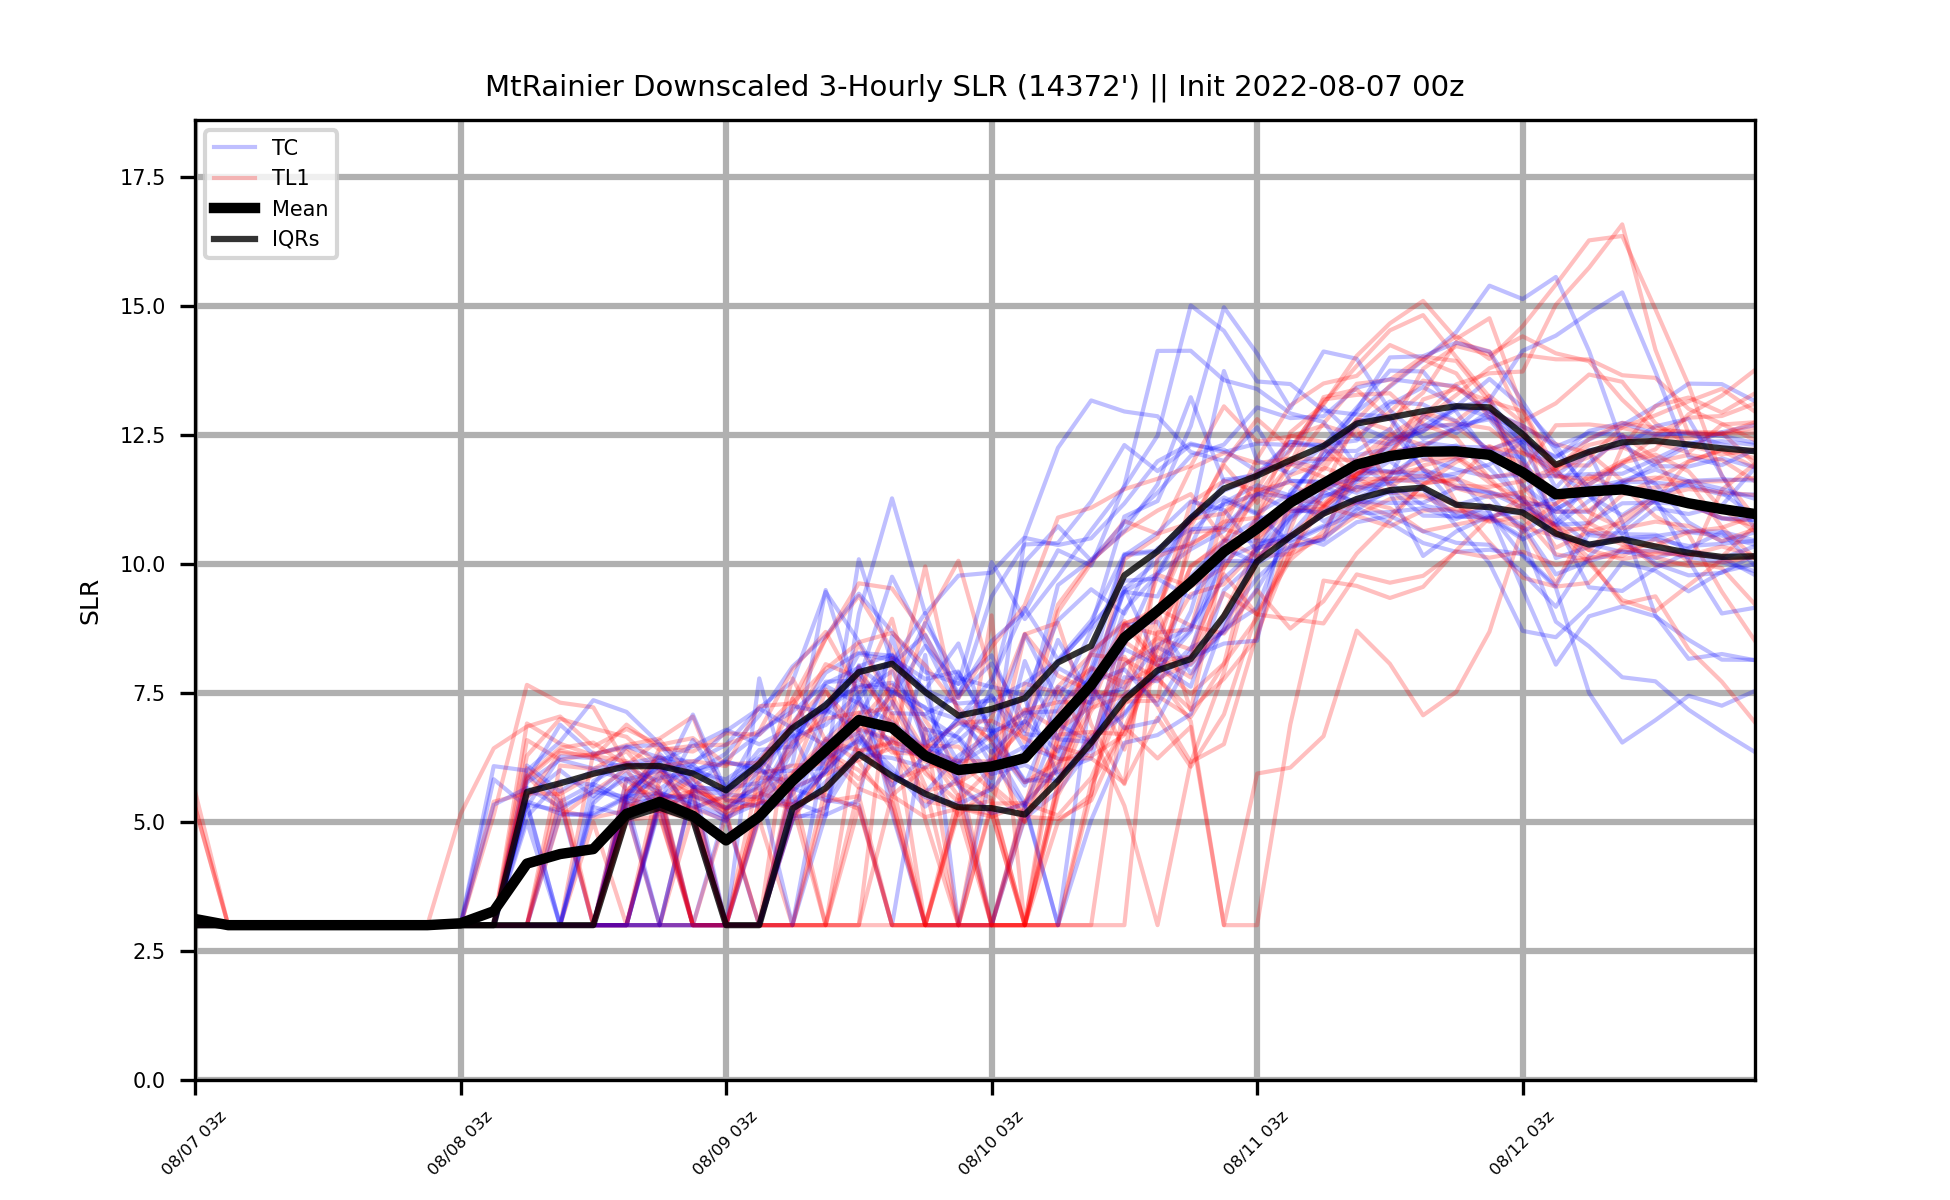 MtRainier Downscaled 3-Hourly SLR (14372') || Init 2022-08-07 00z
TC
TL1
Mean
IQRs
17.5
15.0
12.5
10.0
7.5
5.0
2.5
0.0
SLR
08/07 03z
08/08 03z
08/09 03z
08/10 03z
08/11 03z
08/12 03z